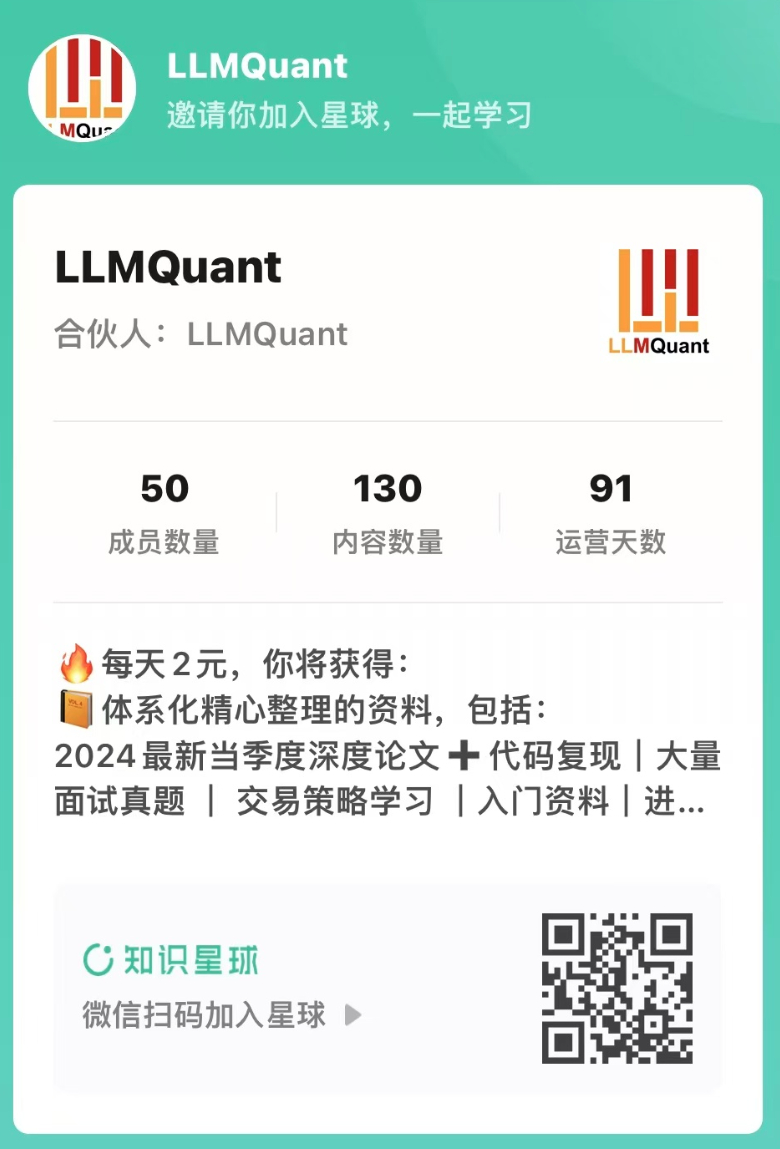 LLMQuant
邀请你加入星球，一起学习
MQua
LLMQuant
合伙人：LLMQuant
LLMQuant
50
130
91
成员数量
内容数量
运营天数
🔥每天2元，你将获得：
📔体系化精心整理的资料，包括：
2024最新当季度深度论文➕代码复现｜大量
面试真题 ｜ 交易策略学习 ｜入门资料｜进...
知识星球
微信扫码加入星球 ▶